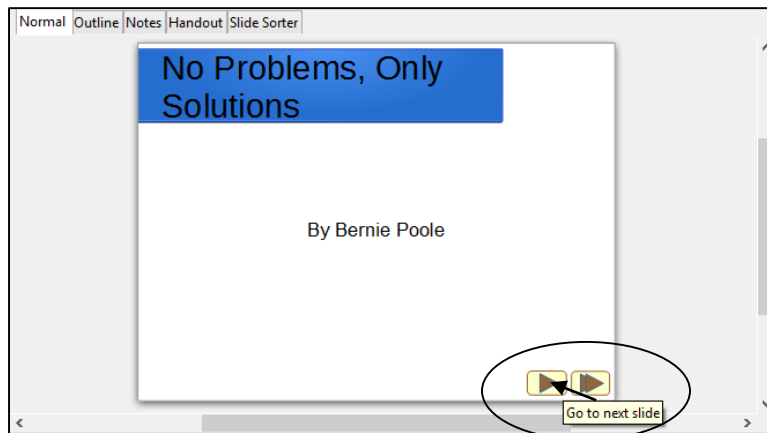 Normal Outline Notes Handout Slide Sorter
No Problems, Only
Solutions
By Bernie Poole
Go to next slide